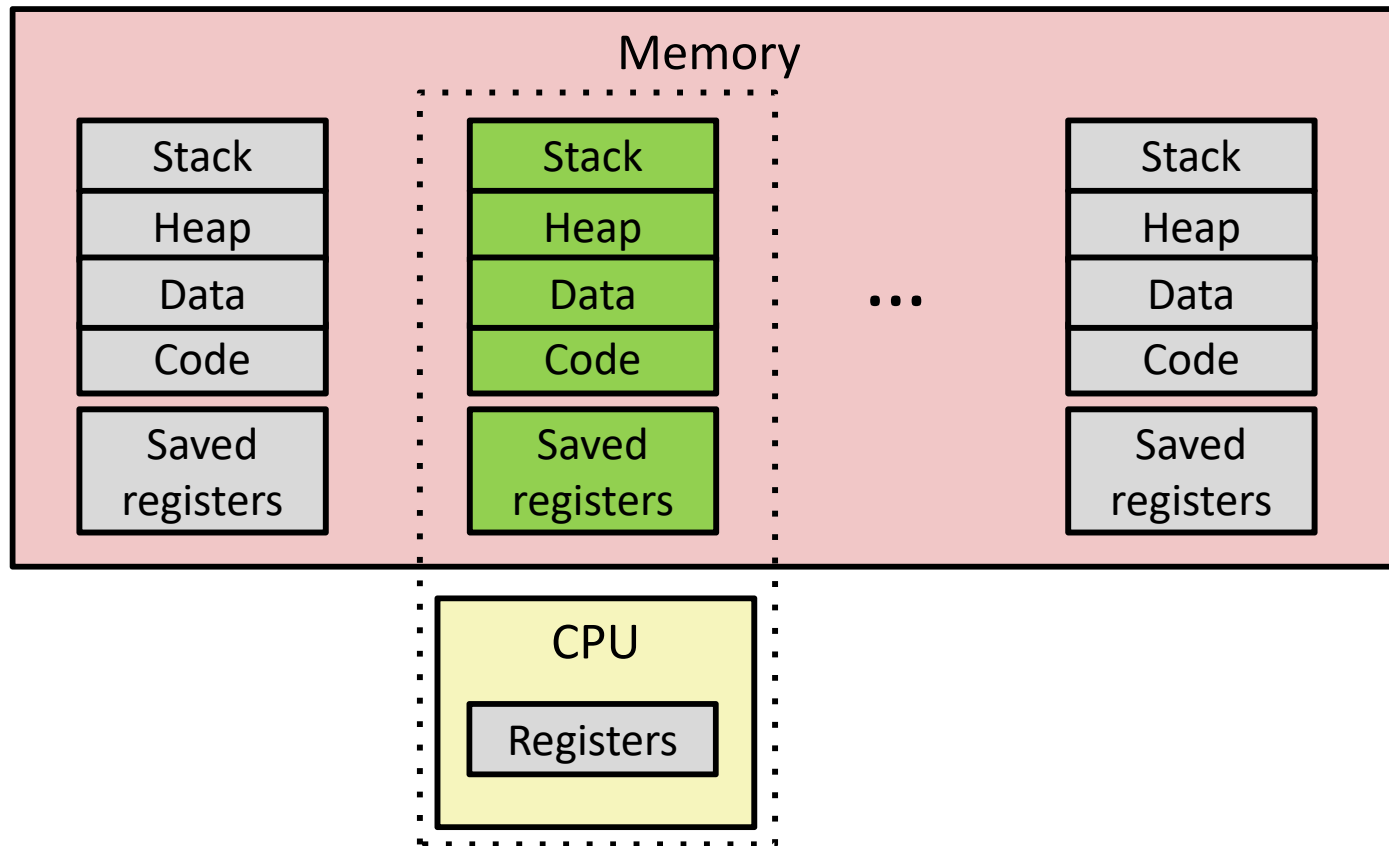 Memory
Stack
Heap
Data
Code
Saved
registers
Stack
Heap
Data
Code
Saved
registers
...
Stack
Heap
Data
Code
Saved
registers
CPU
Registers